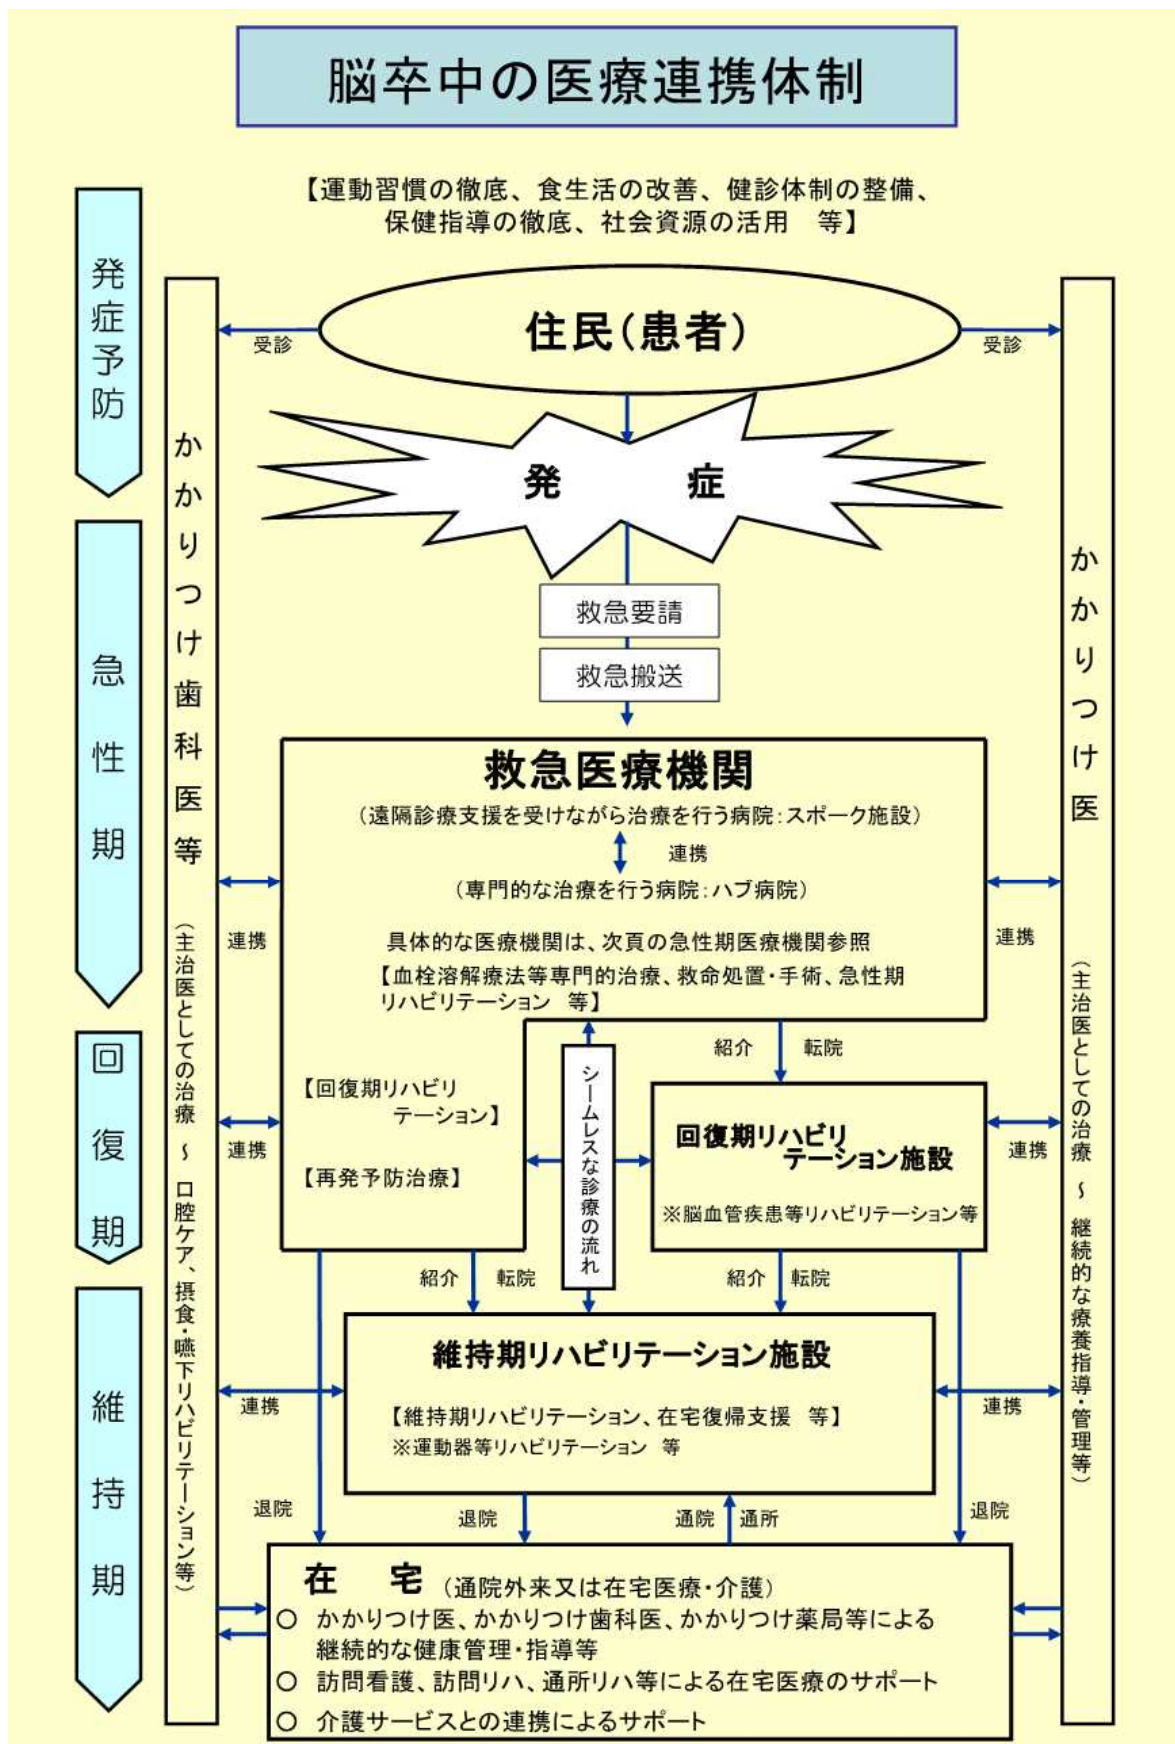 脳卒中の医療連携体制
【運動習慣の徹底、食生活の改善、健診体制の整備、
保健指導の徹底、社会資源の活用　等】
発症予防
急性期
回復期
維持期
かかりつけ歯科医等
（主治医としての治療　～　口腔ケア、摂食・嚥下リハビリテーション等）
かかりつけ医
（主治医としての治療　～　継続的な療養指導・管理等）
住民（患者）
受診
受診
発　症
救急要請
救急搬送
救急医療機関
（遠隔診療支援を受けながら治療を行う病院：スポーク施設）
連携
（専門的な治療を行う病院：ハブ病院）
連携
連携
具体的な医療機関は、次頁の急性期医療機関参照
【血栓溶解療法等専門的治療、救命処置・手術、急性期
リハビリテーション　等】
紹介
転院
【回復期リハビリ
テーション】
【再発予防治療】
シームレスな診療の流れ
回復期リハビリ
テーション施設
※脳血管疾患等リハビリテーション等
連携
連携
紹介
転院
紹介
転院
維持期リハビリテーション施設
【維持期リハビリテーション、在宅復帰支援　等】
※運動器等リハビリテーション　等
連携
連携
退院
退院
通院
通所
退院
在　宅（通院外来又は在宅医療・介護）
○　かかりつけ医、かかりつけ歯科医、かかりつけ薬局等による
継続的な健康管理・指導等
○　訪問看護、訪問リハ、通所リハ等による在宅医療のサポート
○　介護サービスとの連携によるサポート